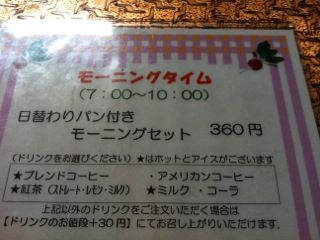 モーニングタイム
(7:00～10:00)
日替わりパン付き
モーニングセット 360円
(ドリンクをお選びください) ★はホットとアイスがございます
★ブレンドコーヒー ・アメリカンコーヒー
★紅茶(ストレート・レモン・ミルク) ★ミルク ・コーラ
上記以外のドリンクをご注文いただく場合は
【ドリンクのお値段+30円】にてお召し上がりいただけます.